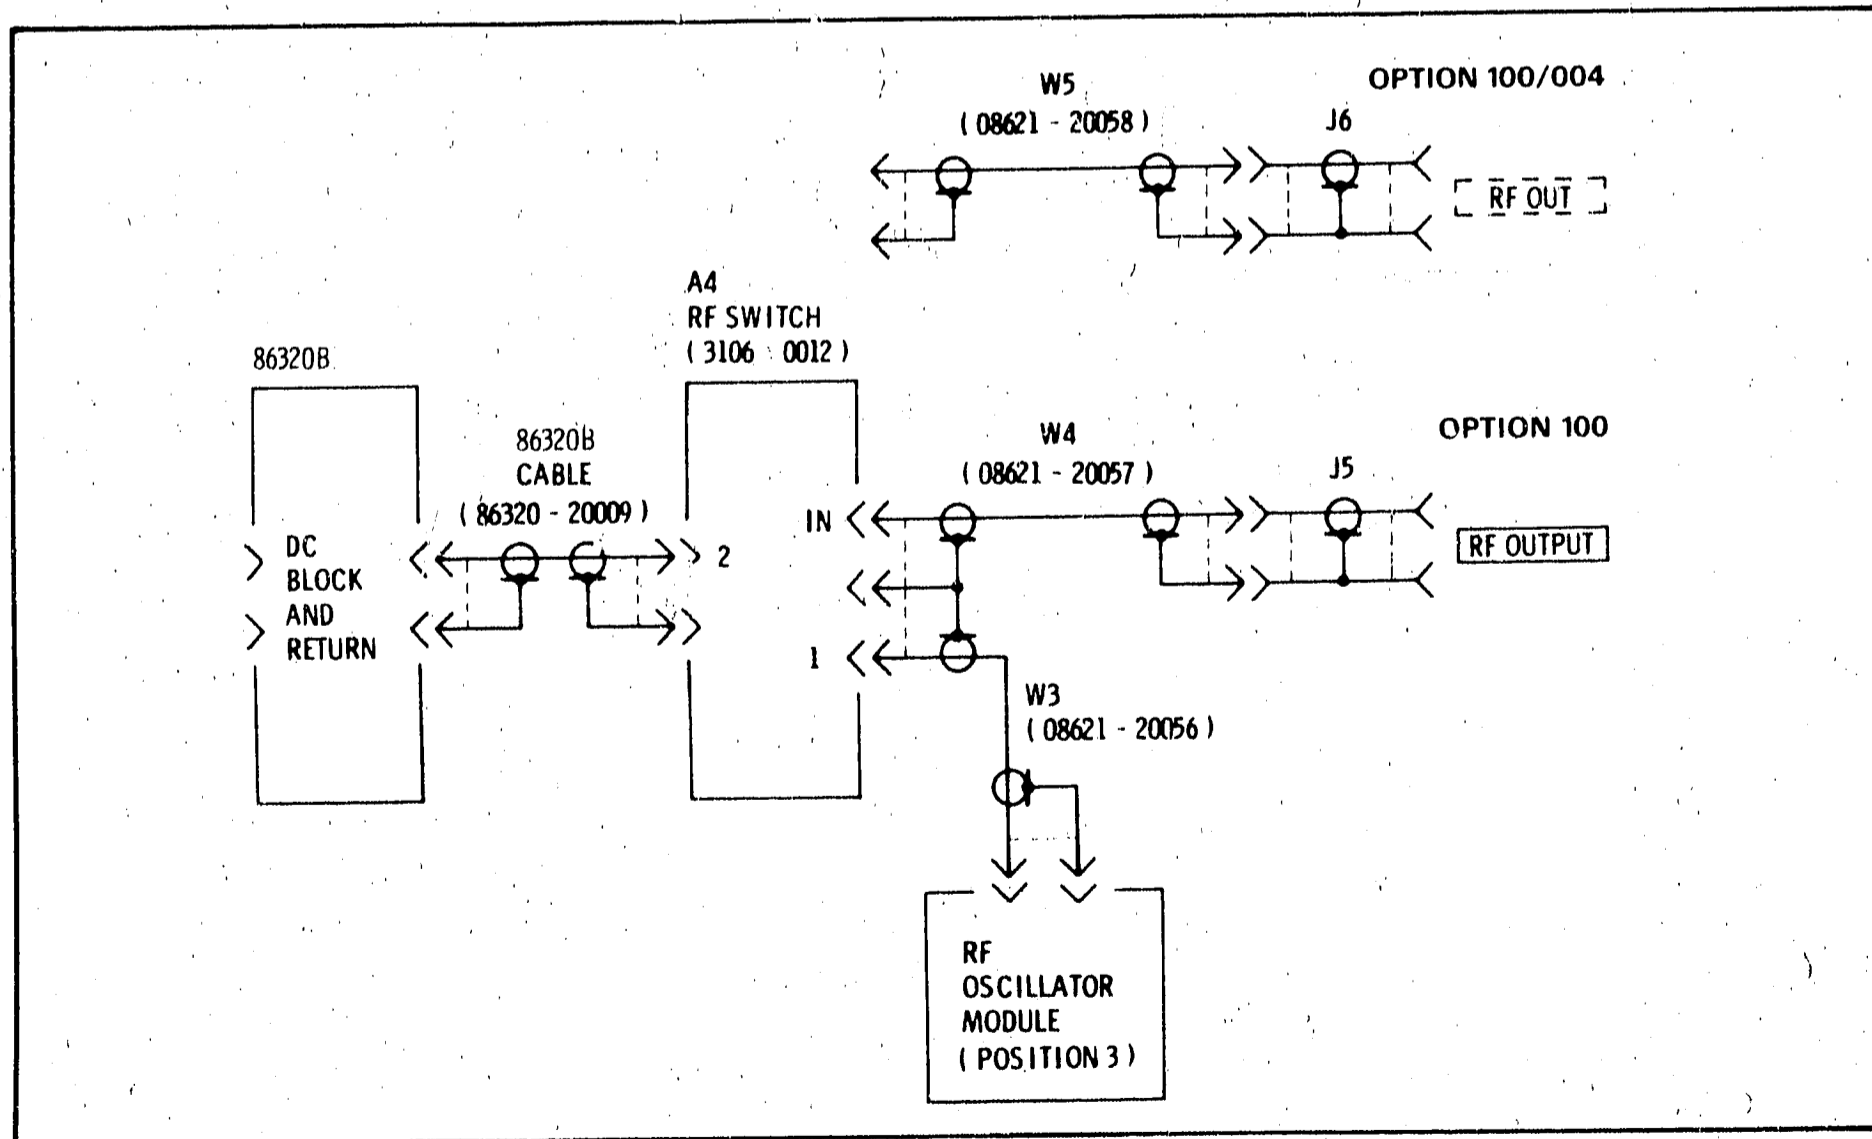 OPTION 100/004
W5
( 08621 - 20058 )
J6
RF OUT
A4
RF SWITCH
( 3106 0012 )
86320B
86320B
CABLE
( 86320 - 20009 )
DC
BLOCK
AND
RETURN
2
IN
1
OPTION 100
W4
( 08621 - 20057 )
J5
RF OUTPUT
W3
( 08621 - 20056 )
RF
OSCILLATOR
MODULE
( POSITION 3 )